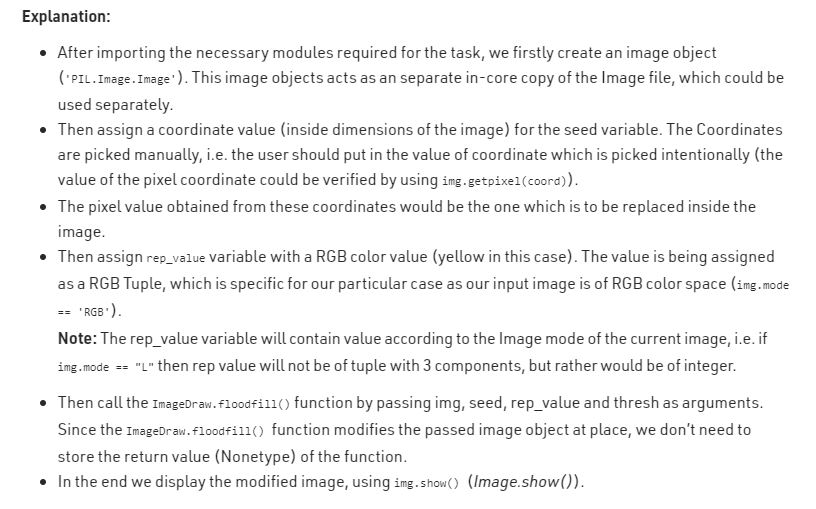 Explanation:
After importing the necessary modules required for the task, we firstly create an image object
('PIL.Image.Image'). This image objects acts as an separate in-core copy of the Image file, which could be
used separately.
Then assign a coordinate value (inside dimensions of the image) for the seed variable. The Coordinates
are picked manually, i.e. the user should put in the value of coordinate which is picked intentionally (the
value of the pixel coordinate could be verified by using img.getpixel(coord)).
The pixel value obtained from these coordinates would be the one which is to be replaced inside the
image.
Then assign rep_value variable with a RGB color value (yellow in this case). The value is being assigned
as a RGB Tuple, which is specific for our particular case as our input image is of RGB color space (img.mode
== 'RGB').
Note: The rep_value variable will contain value according to the Image mode of the current image, i.e. if
img.mode == "L" then rep value will not be of tuple with 3 components, but rather would be of integer.
Then call the ImageDraw.floodfill() function by passing img, seed, rep_value and thresh as arguments.
Since the ImageDraw.floodfill() function modifies the passed image object at place, we don't need to
store the return value (Nonetype) of the function.
In the end we display the modified image, using img.show() (Image.show()).